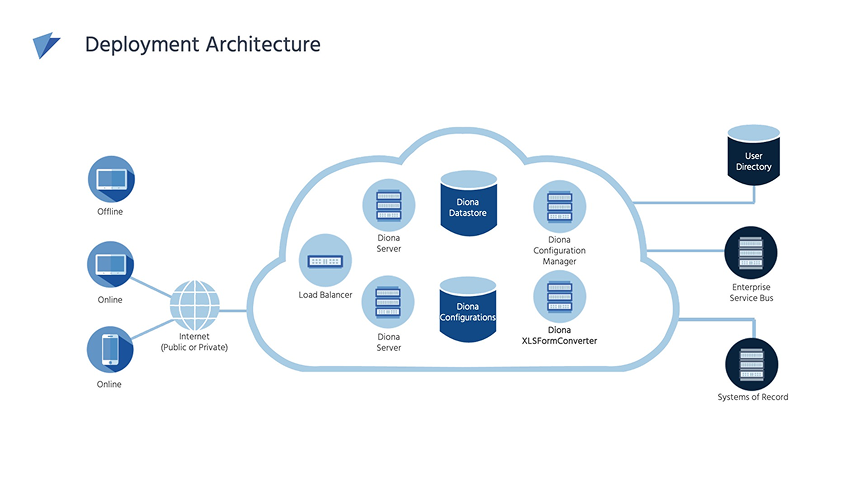 Deployment Architecture
Offline
Online
Online
Internet
(Public or Private)
Load Balancer
Diona
Server
Diona
Server
Diona
Datastore
Diona
Configurations
Diona
Configuration
Manager
Diona
XLSFormConverter
User
Directory
Enterprise
Service Bus
Systems of Record